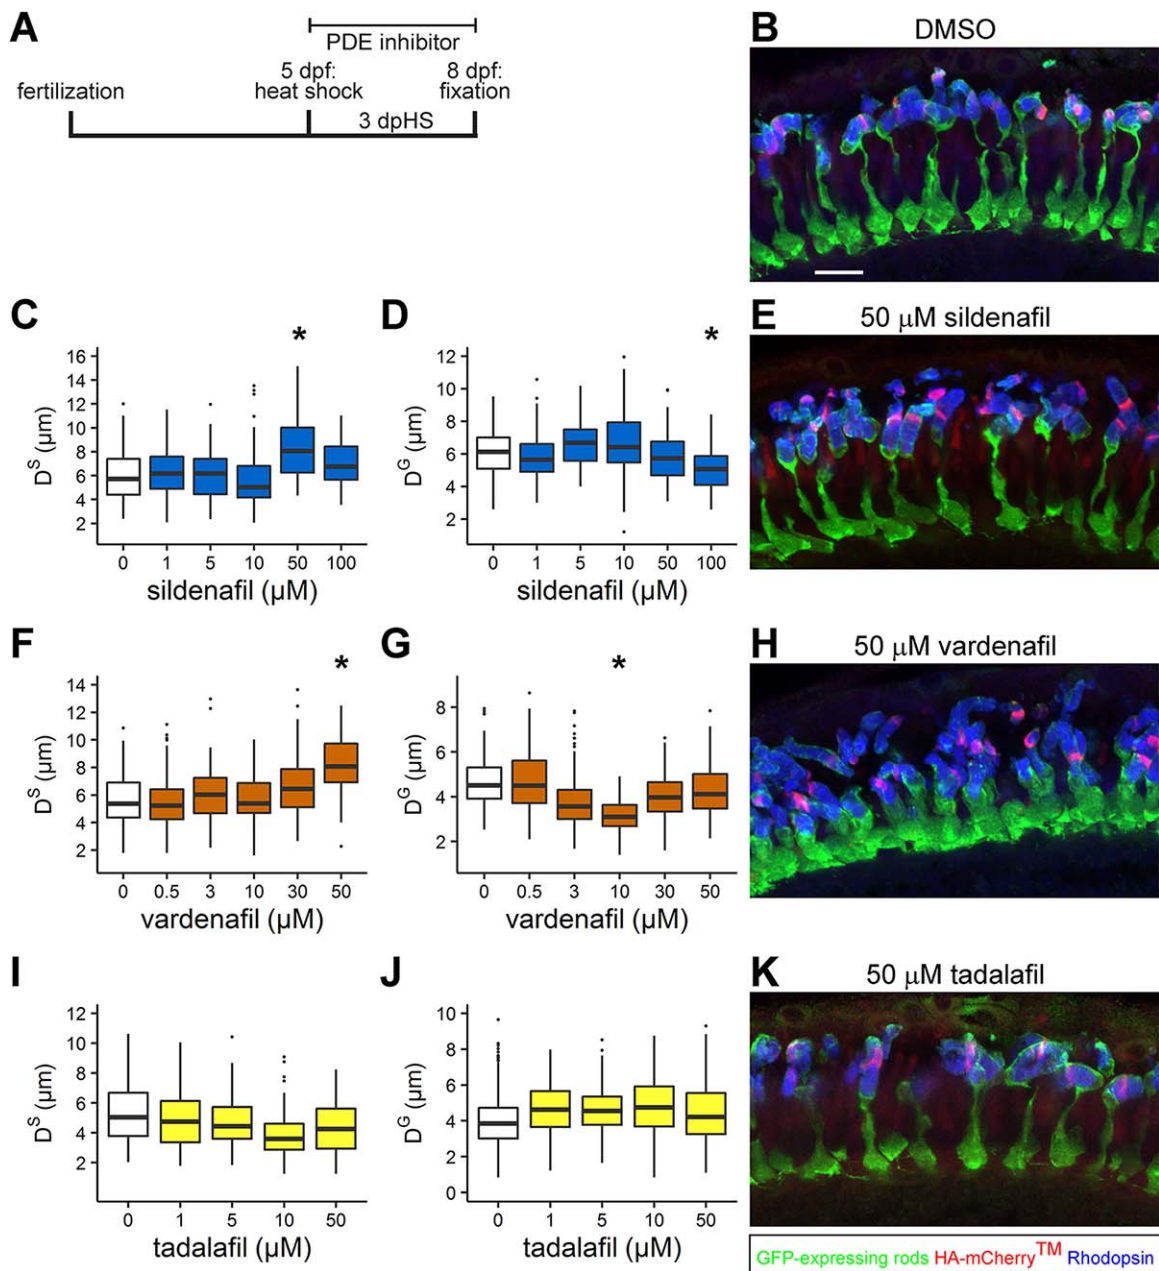 A
PDE inhibitor
fertilization
5 dpf:
heat shock
8 dpf:
fixation
3 dpHS
B
DMSO
C
*
D^S (μm)
16
14
12
10
8
6
4
2
0 1 5 10 50 100
sildenafil (μM)
D
*
D^G (μm)
12
10
8
6
4
2
0 1 5 10 50 100
sildenafil (μM)
E
50 μM sildenafil
F
*
D^S (μm)
14
12
10
8
6
4
2
0 0.5 3 10 30 50
vardenafil (μM)
G
*
D^G (μm)
8
6
4
2
0 0.5 3 10 30 50
vardenafil (μM)
H
50 μM vardenafil
I
D^S (μm)
12
10
8
6
4
2
0 1 5 10 50
tadalafil (μM)
J
D^G (μm)
10
8
6
4
2
0
0 1 5 10 50
tadalafil (μM)
K
50 μM tadalafil
GFP-expressing rods HA-mCherry^TM Rhodopsin